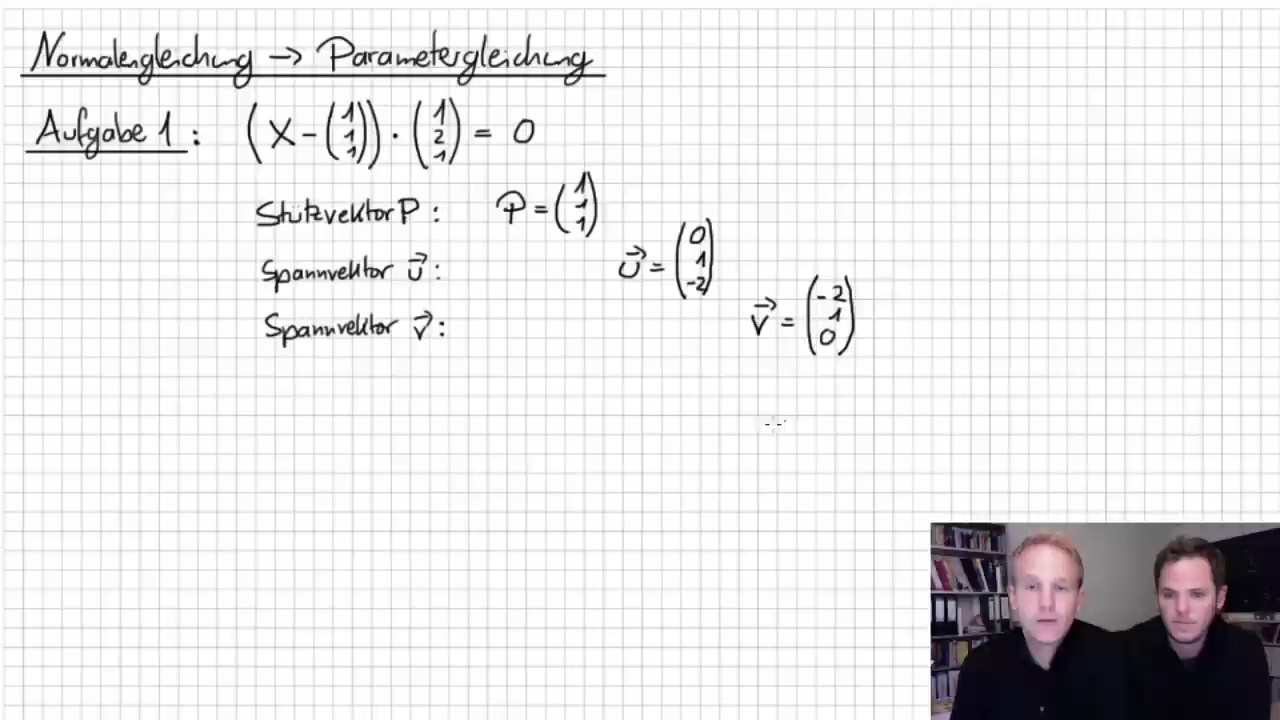 Normalengleichung → Parametergleichung
Aufgabe 1: (X - (1 1 1)) · (1 2 1) = 0
Stützvektor P: P = (1 1 1)
Spannvektor u⃗: u⃗ = (0 1 -2)
Spannvektor v⃗: v⃗ = (-2 1 0)